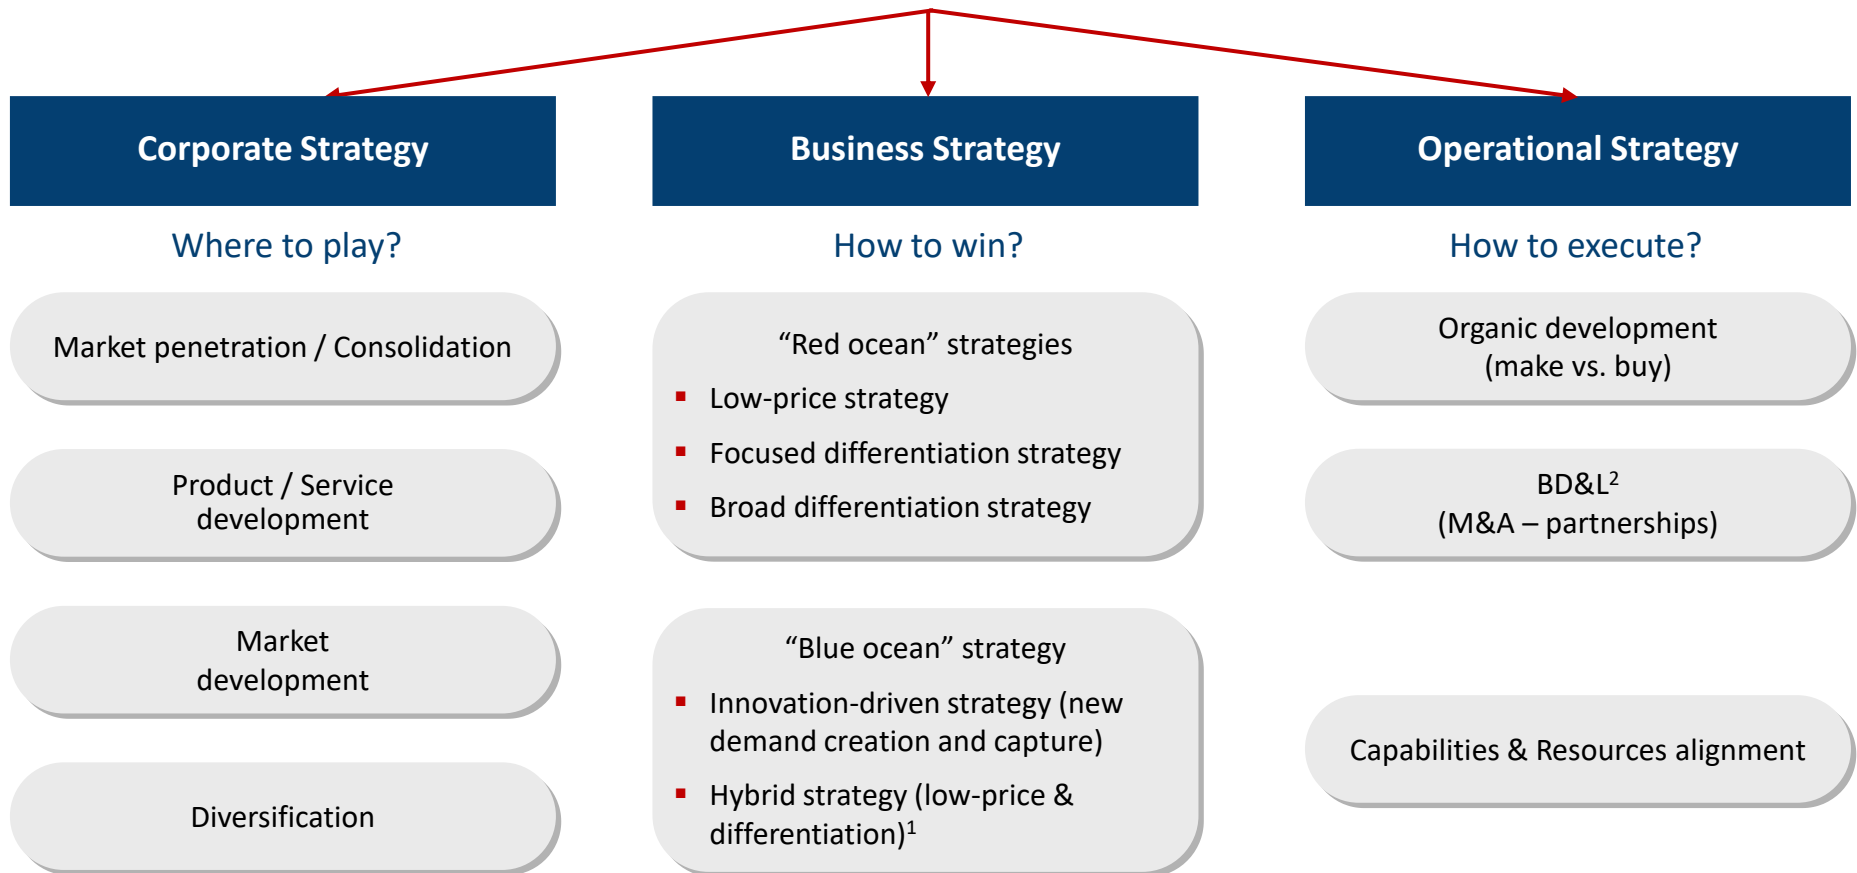 Corporate Strategy
Where to play?
Market penetration / Consolidation
Product / Service
development
Market
development
Diversification
Business Strategy
How to win?
“Red ocean” strategies
▪ Low-price strategy
▪ Focused differentiation strategy
▪ Broad differentiation strategy
“Blue ocean” strategy
▪ Innovation-driven strategy (new
demand creation and capture)
▪ Hybrid strategy (low-price &
differentiation)¹
Operational Strategy
How to execute?
Organic development
(make vs. buy)
BD&L²
(M&A – partnerships)
Capabilities & Resources alignment